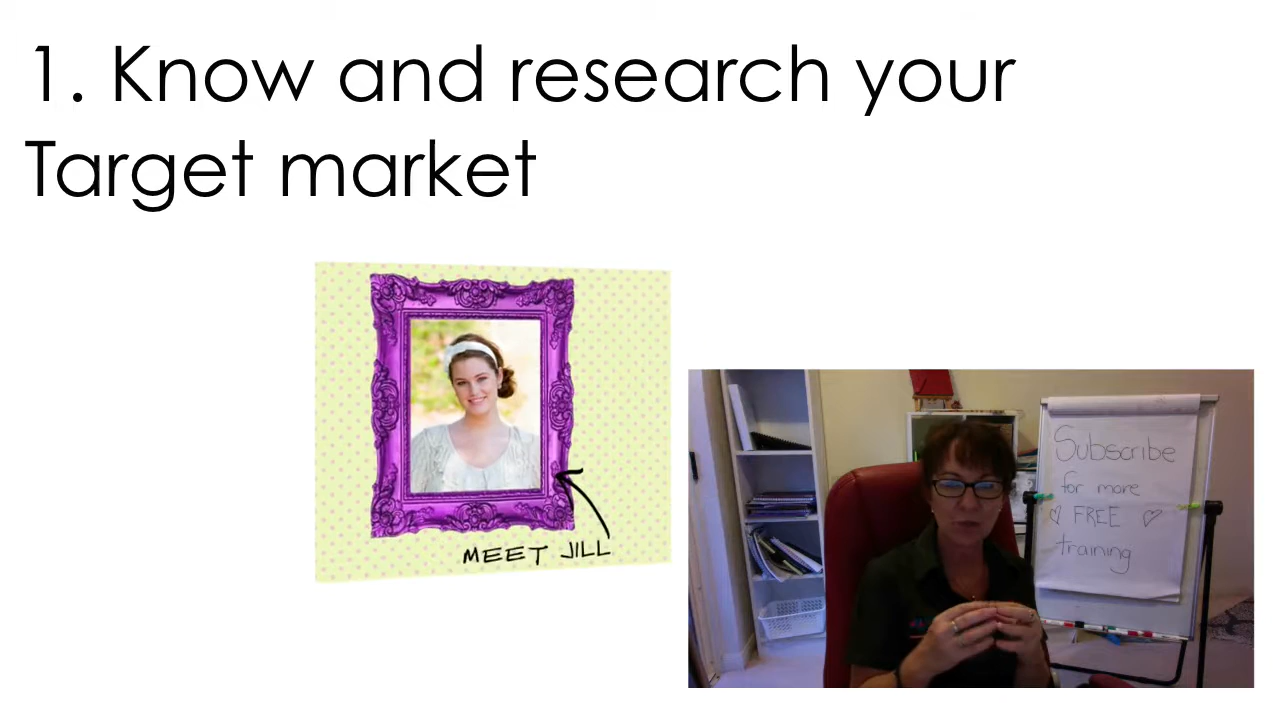 1. Know and research your
Target market
MEET JILL
Subscribe
for more
FREE
training